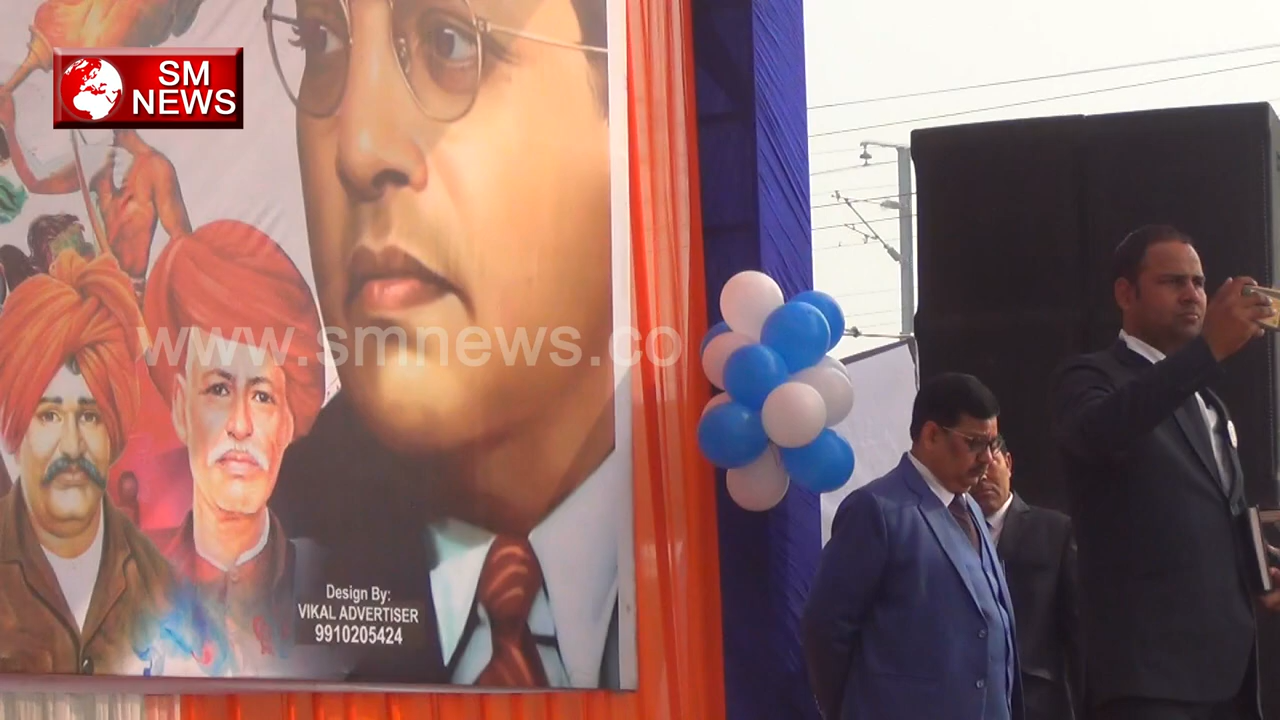 SM
NEWS
www.smnews.co
Design By:
VIKAL ADVERTISER
9910205424